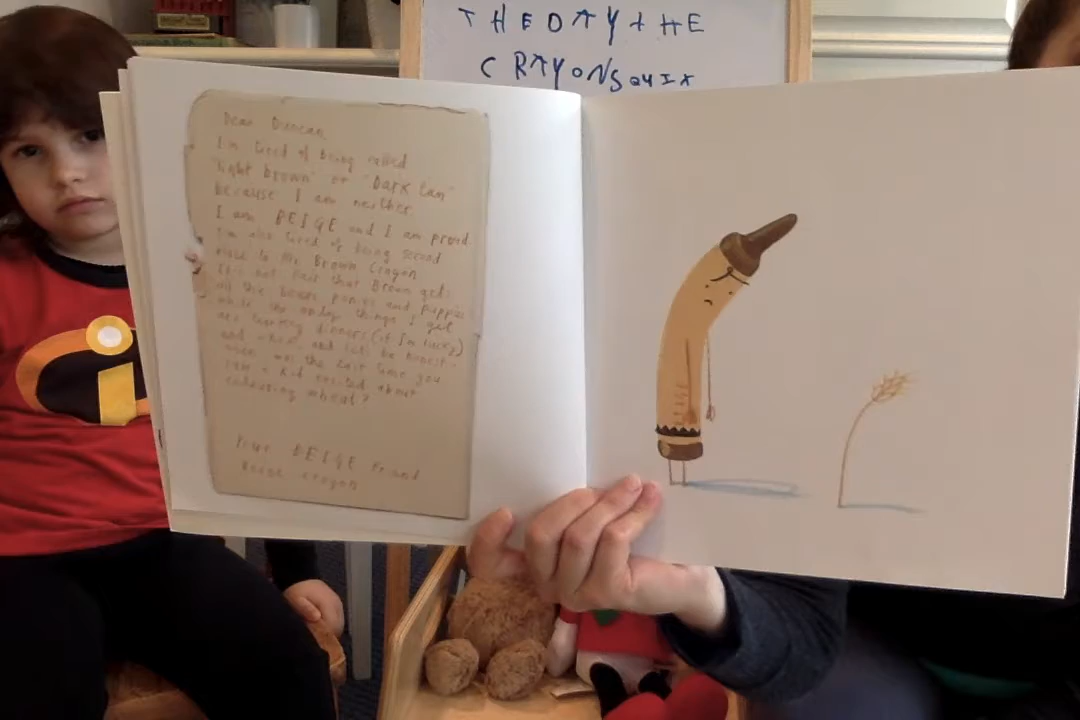 THE DAY THE
CRAYONS QUIT
Dear Duncan,
I'm tired of being called
"light brown" or "Dark tan"
because I am neither.
I am BEIGE and I am proud.
I'm also tired of being second
place to Mr. Brown Crayon.
It's not fair that Brown gets
all the bears, ponies and puppies
while the only things I get
are turkey dinners (if I'm lucky)
and wheat, and let's be honest-
when was the last time you
saw a kid excited about
colouring wheat?
Your BEIGE friend
Beige crayon
BEIGE